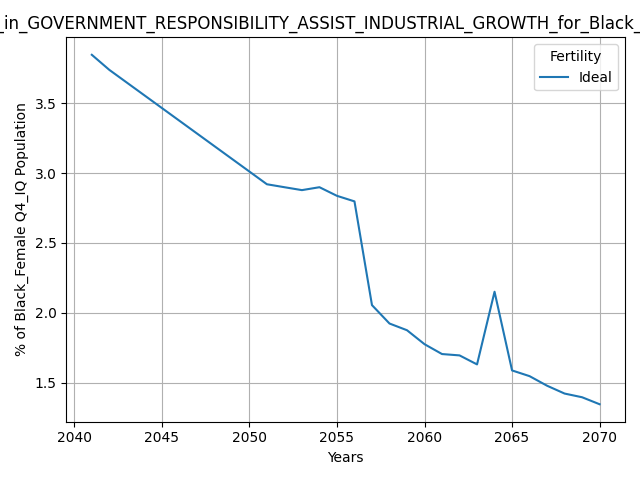 _in_GOVERNMENT_RESPONSIBILITY_ASSIST_INDUSTRIAL_GROWTH_for_Black_
Fertility
Ideal
% of Black_Female Q4_IQ Population
3.5
3.0
2.5
2.0
1.5
2040 2045 2050 2055 2060 2065 2070
Years